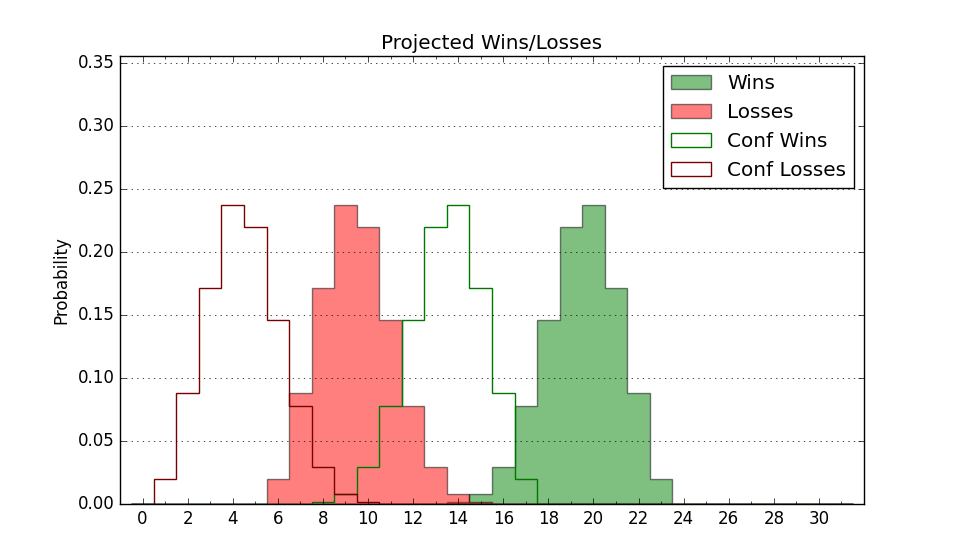 Projected Wins/Losses
0.35
0.30
0.25
0.20
0.15
0.10
0.05
0.00
Probability
Wins
Losses
Conf Wins
Conf Losses
0 2 4 6 8 10 12 14 16 18 20 22 24 26 28 30